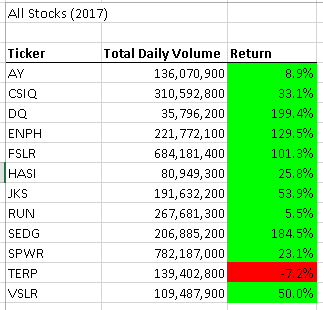 All Stocks (2017)
Ticker Total Daily Volume Return
AY 136,070,900 8.9%
CSIQ 310,592,800 33.1%
DQ 35,796,200 199.4%
ENPH 221,772,100 129.5%
FSLR 684,181,400 101.3%
HASI 80,949,300 25.8%
JKS 191,632,200 53.9%
RUN 267,681,300 5.5%
SEDG 206,885,200 184.5%
SPWR 782,187,000 23.1%
TERP 139,402,800 -7.2%
VSLR 109,487,900 50.0%